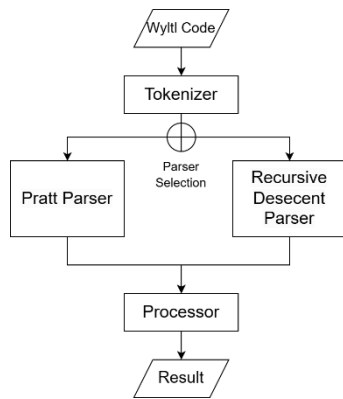 Wyltl Code
Tokenizer
Parser
Selection
Pratt Parser
Recursive
Desecent
Parser
Processor
Result